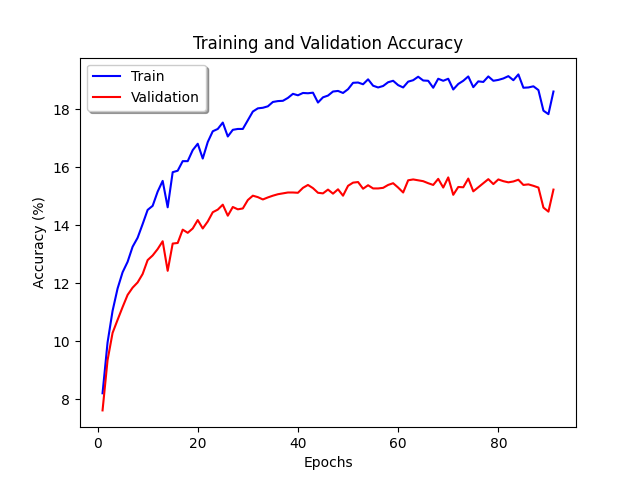 Training and Validation Accuracy
Train
Validation
18
16
14
12
10
8
Accuracy (%)
0 20 40 60 80
Epochs